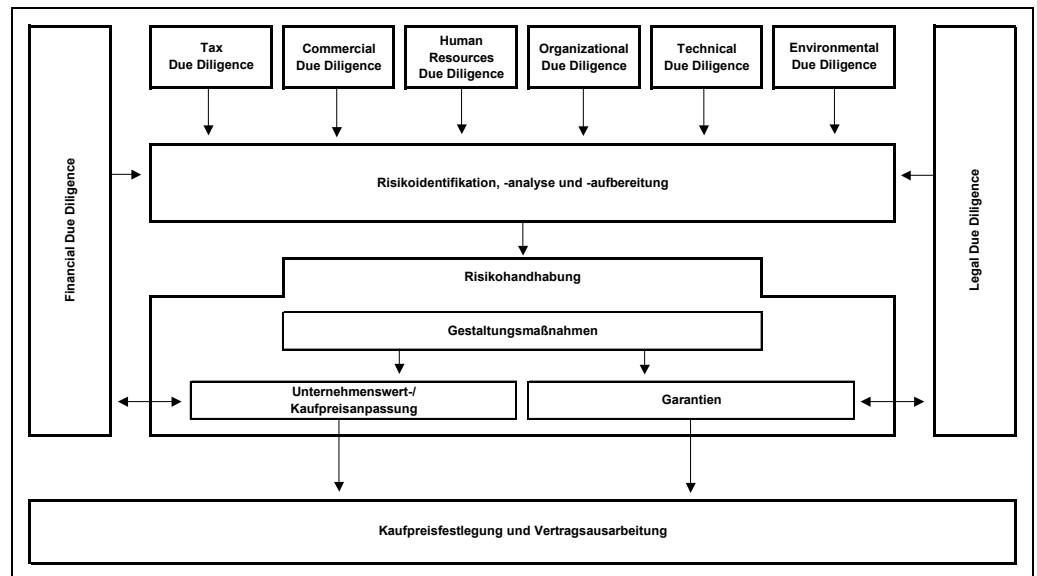 Financial Due Diligence
Tax
Due Diligence
Commercial
Due Diligence
Human
Resources
Due Diligence
Organizational
Due Diligence
Technical
Due Diligence
Environmental
Due Diligence
Legal Due Diligence
Risikoidentifikation, -analyse und -aufbereitung
Risikohandhabung
Gestaltungsmaßnahmen
Unternehmenswert-/
Kaufpreisanpassung
Garantien
Kaufpreisfestlegung und Vertragsausarbeitung